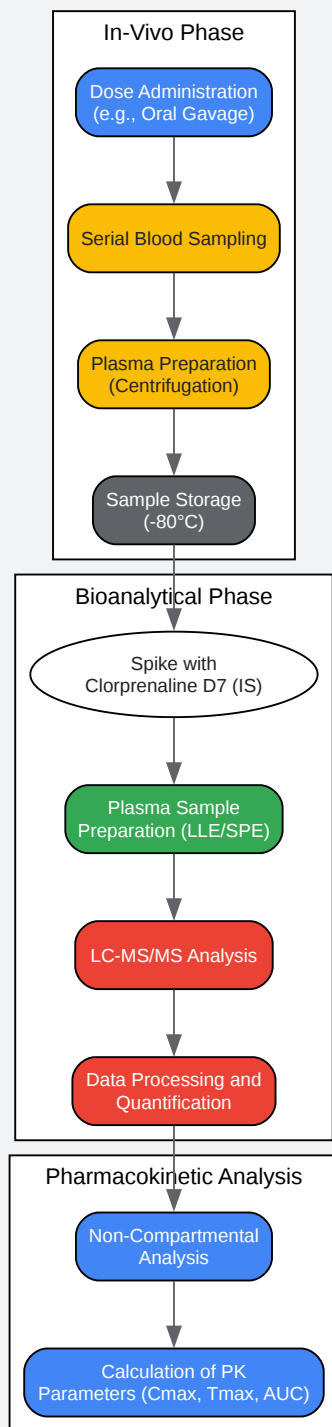 In-Vivo Phase
Dose Administration
(e.g., Oral Gavage)
Serial Blood Sampling
Plasma Preparation
(Centrifugation)
Sample Storage
(-80°C)
Bioanalytical Phase
Spike with
Clorprenaline D7 (IS)
Plasma Sample
Preparation (LLE/SPE)
LC-MS/MS Analysis
Data Processing and
Quantification
Pharmacokinetic Analysis
Non-Compartmental
Analysis
Calculation of PK
Parameters (Cmax, Tmax, AUC)